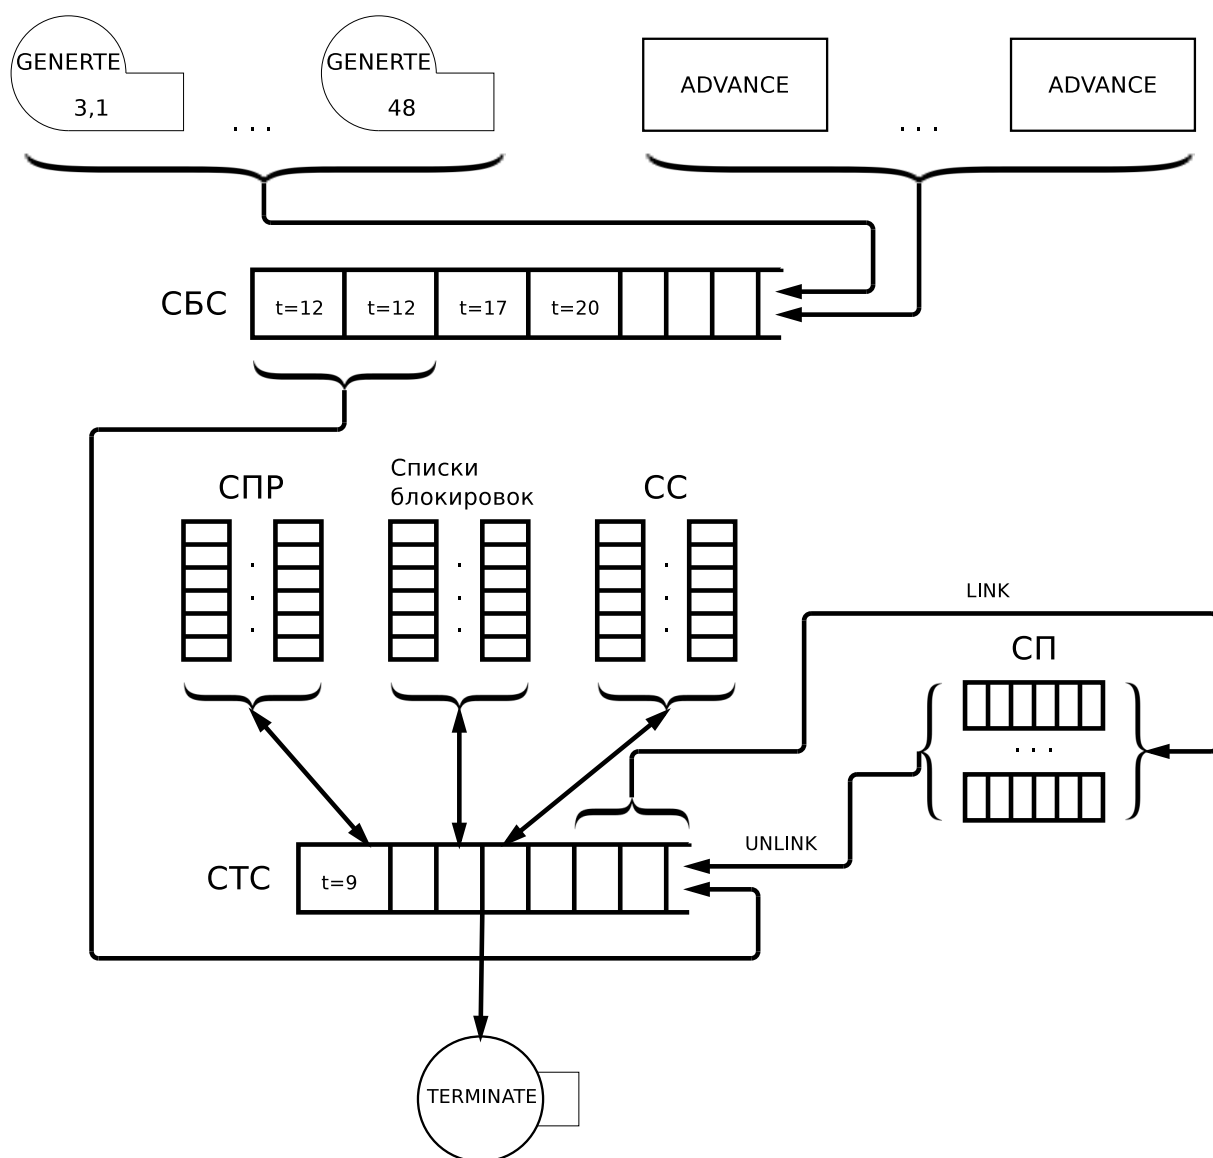 GENERTE
3,1
. . .
GENERTE
48
ADVANCE
. . .
ADVANCE
СБС
t=12
t=12
t=17
t=20
СПР
Списки
блокировок
СС
LINK
СП
. . .
UNLINK
СТС
t=9
TERMINATE